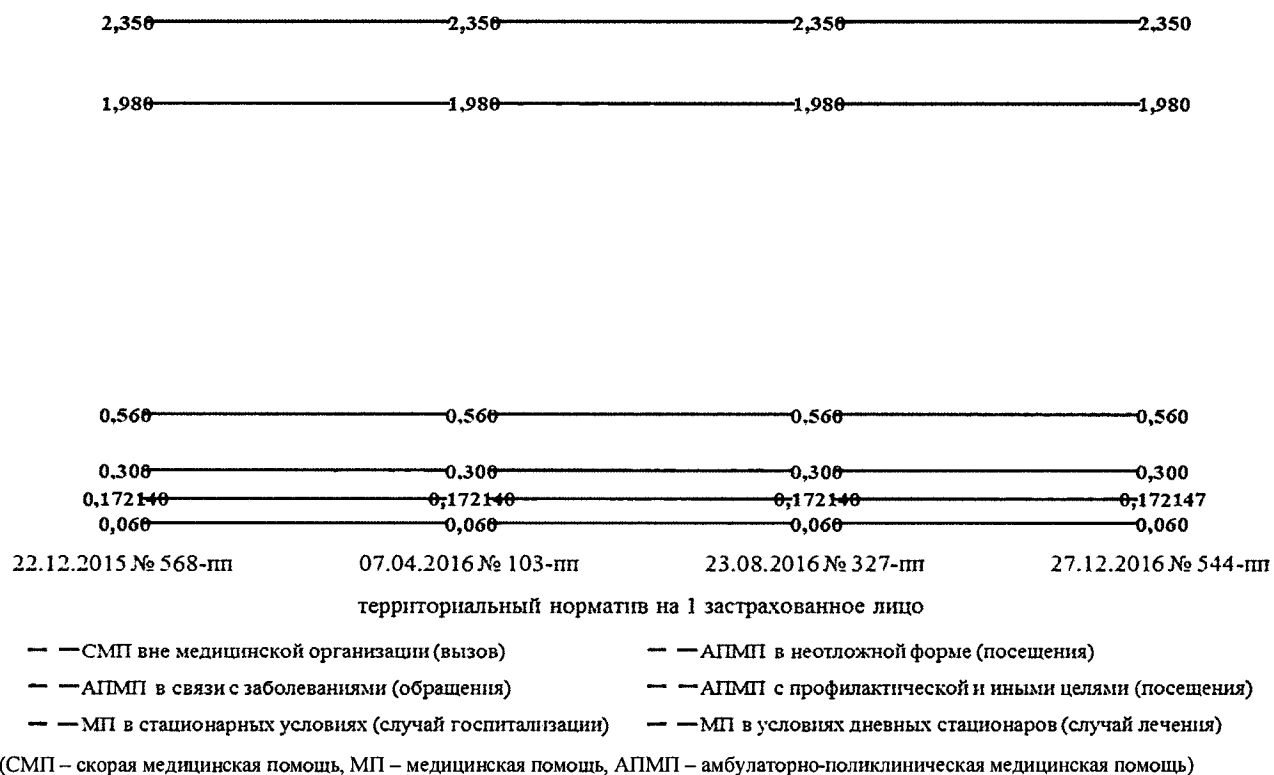 2,350 2,350 2,350 2,350
1,980 1,980 1,980 1,980
0,560 0,560 0,560 0,560
0,300 0,300 0,300 0,300
0,172140 0,172140 0,172140 0,172147
0,060 0,060 0,060 0,060
22.12.2015 № 568-пп 07.04.2016 № 103-пп 23.08.2016 № 327-пп 27.12.2016 № 544-пп
территориальный норматив на 1 застрахованное лицо
СМП вне медицинской организации (вызов) АПМП в неотложной форме (посещения)
АПМП в связи с заболеваниями (обращения) АПМП с профилактической и иными целями (посещения)
МП в стационарных условиях (случай госпитализации) МП в условиях дневных стационаров (случай лечения)
(СМП – скорая медицинская помощь, МП – медицинская помощь, АПМП – амбулаторно-поликлиническая медицинская помощь)